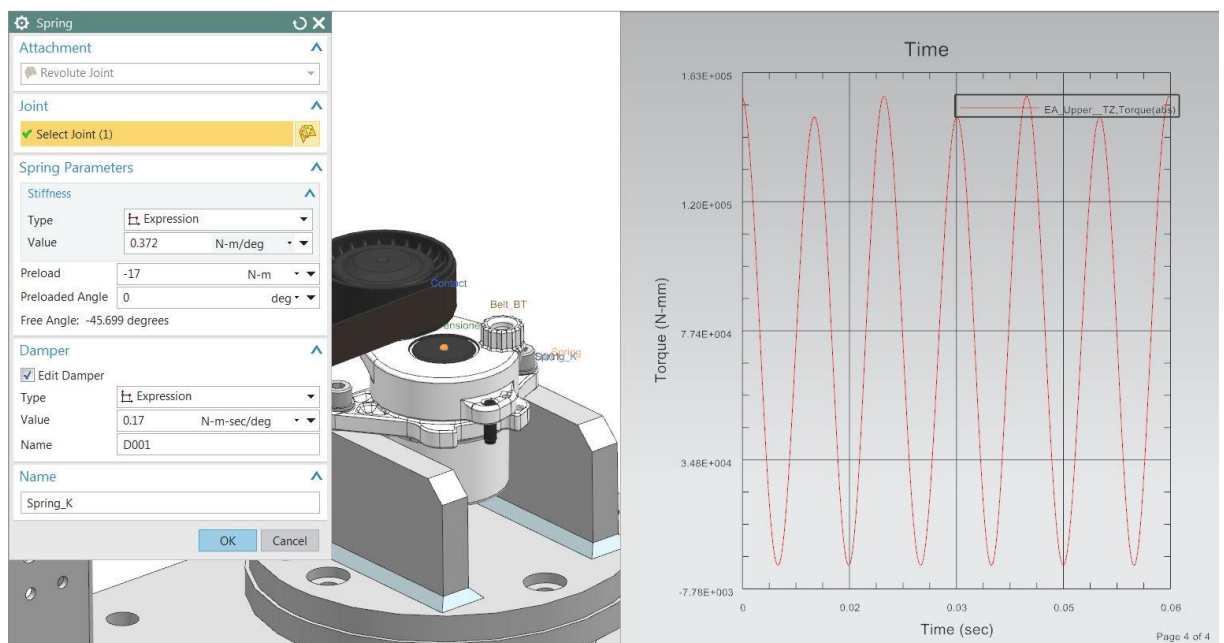 Spring
Attachment
Revolute Joint
Joint
Select Joint (1)
Spring Parameters
Stiffness
Type
Expression
Value
0.372 N-m/deg
Preload
-17 N-m
Preloaded Angle
0 deg
Free Angle: -45.699 degrees
Damper
Edit Damper
Type
Expression
Value
0.17 N-m-sec/deg
Name
D001
Name
Spring_K
OK Cancel
Contact
Belt_BT
ensione
Spring
Spring_K
Time
1.63E+005
EA_Upper__TZ,Torque(abs)
1.20E+005
Torque (N-mm)
7.74E+004
3.48E+004
-7.78E+003
0 0.02 0.03 0.05 0.06
Time (sec)
Page 4 of 4